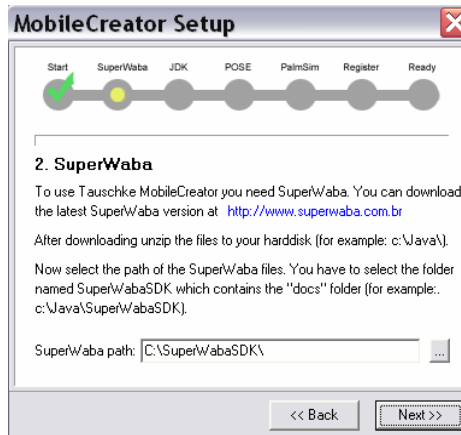 MobileCreator Setup
Start SuperWaba JDK POSE PalmSim Register Ready
2. SuperWaba
To use Tauschke MobileCreator you need SuperWaba. You can download
the latest SuperWaba version at http://www.superwaba.com.br
After downloading unzip the files to your harddisk (for example: c:\Java\).
Now select the path of the SuperWaba files. You have to select the folder
named SuperWabaSDK which contains the "docs" folder (for example:.
c:\Java\SuperWabaSDK).
SuperWaba path: C:\SuperWabaSDK\ ...
<< Back Next >>